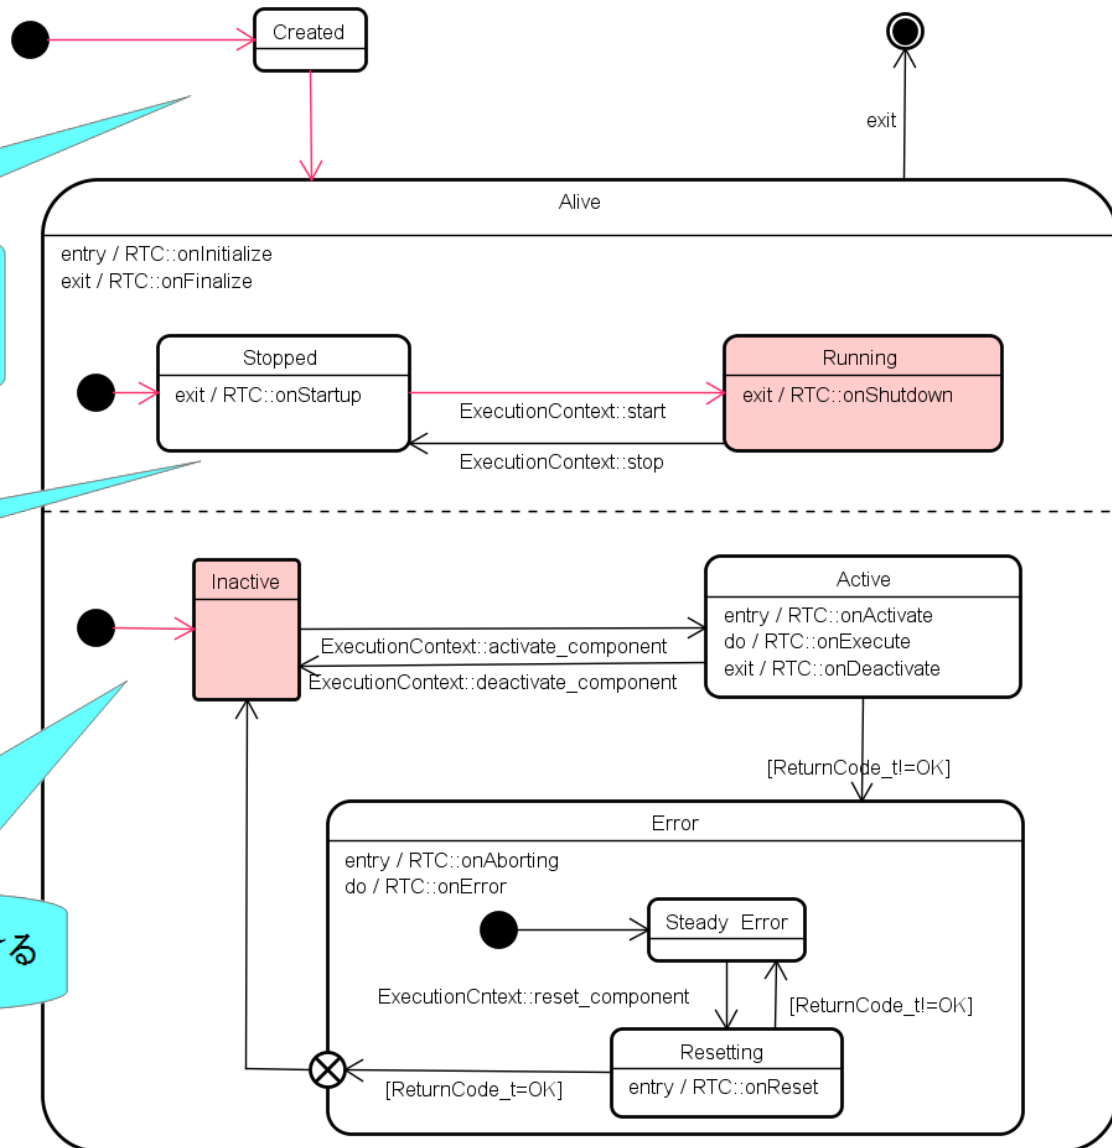 Created
exit
Alive
entry / RTC::onInitialize
exit / RTC::onFinalize
Stopped
exit / RTC::onStartup
Running
exit / RTC::onShutdown
ExecutionContext::start
ExecutionContext::stop
Inactive
Active
entry / RTC::onActivate
do / RTC::onExecute
exit / RTC::onDeactivate
ExecutionContext::activate_component
ExecutionContext::deactivate_component
[ReturnCode_t!=OK]
Error
entry / RTC::onAborting
do / RTC::onError
Steady Error
ExecutionCntext::reset_component
[ReturnCode_t!=OK]
Resetting
entry / RTC::onReset
[ReturnCode_t=OK]
る